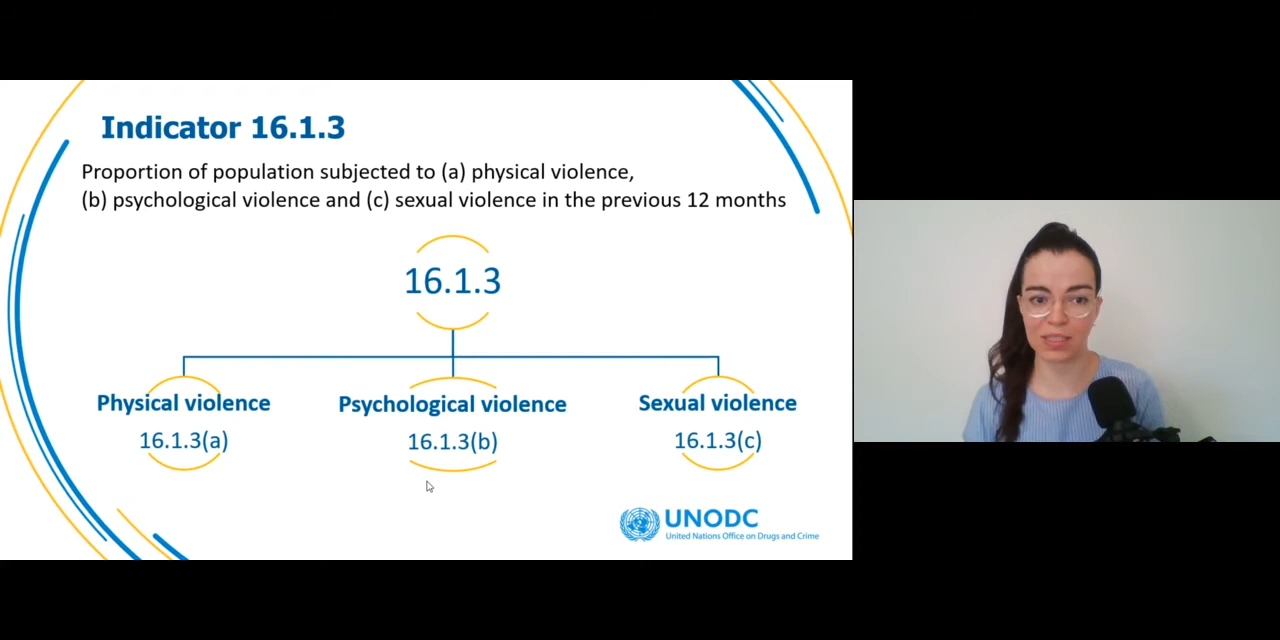 Indicator 16.1.3
Proportion of population subjected to (a) physical violence,
(b) psychological violence and (c) sexual violence in the previous 12 months
16.1.3
Physical violence
16.1.3(a)
Psychological violence
16.1.3(b)
Sexual violence
16.1.3(c)
UNODC
United Nations Office on Drugs and Crime